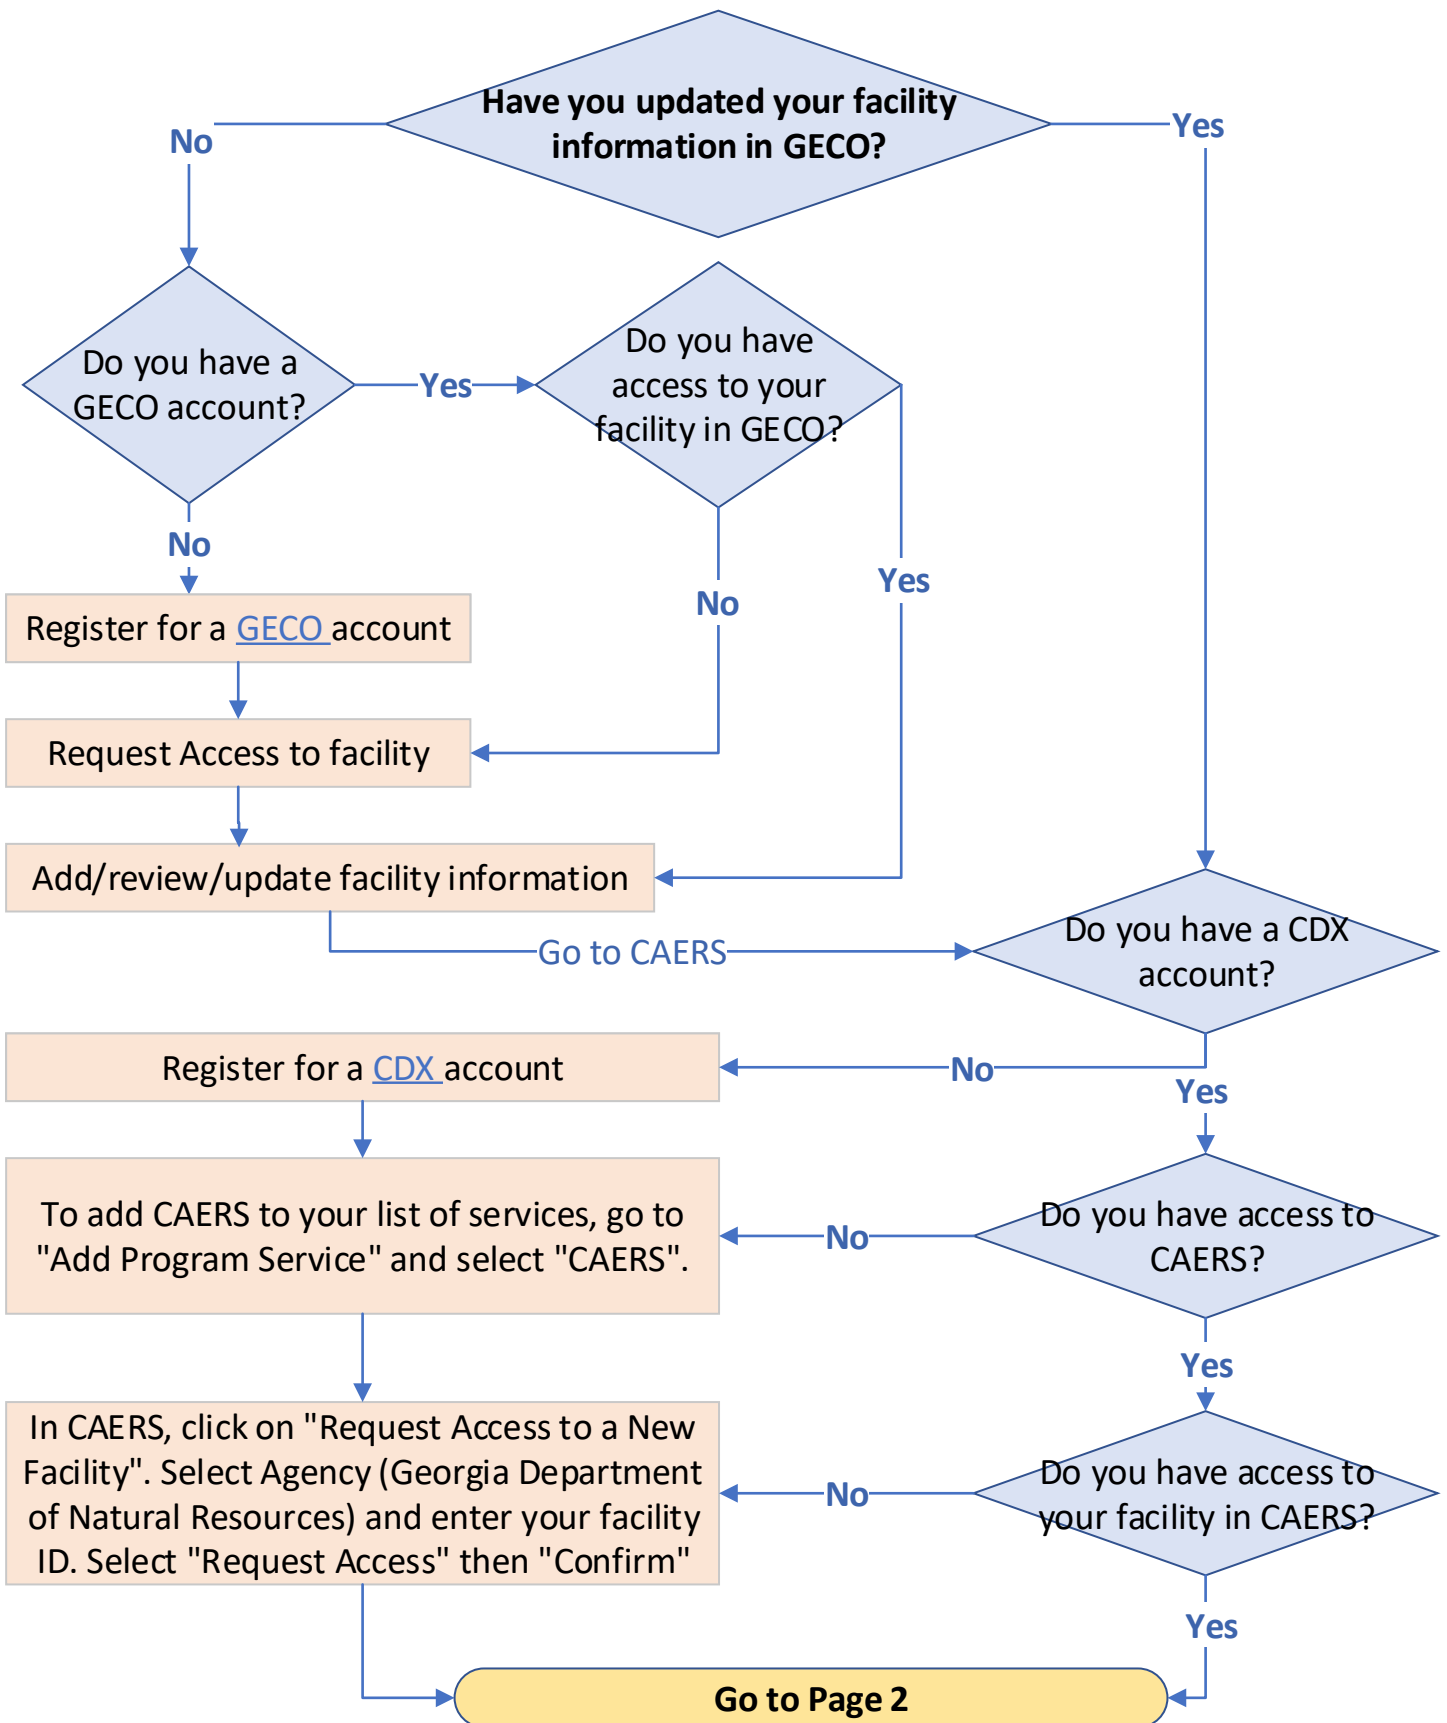 Have you updated your facility
information in GECO?
No
Yes
Do you have a
GECO account?
Yes
Do you have
access to your
facility in GECO?
No
No
Yes
Register for a GECO account
Request Access to facility
Add/review/update facility information
Go to CAERS
Do you have a CDX
account?
Register for a CDX account
No
Yes
To add CAERS to your list of services, go to
"Add Program Service" and select "CAERS".
No
Do you have access to
CAERS?
Yes
In CAERS, click on "Request Access to a New
Facility". Select Agency (Georgia Department
of Natural Resources) and enter your facility
ID. Select "Request Access" then "Confirm"
No
Do you have access to
your facility in CAERS?
Yes
Go to Page 2